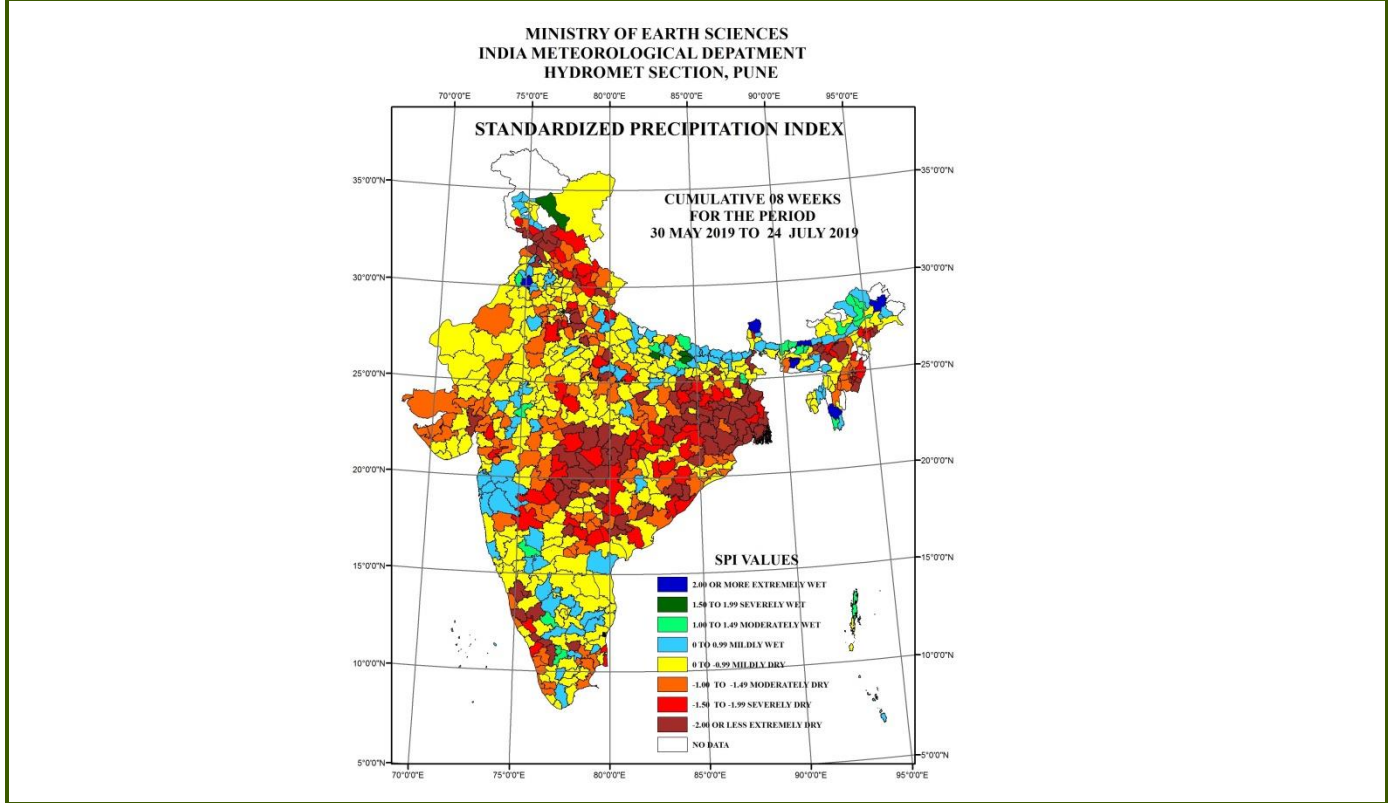 MINISTRY OF EARTH SCIENCES
INDIA METEOROLOGICAL DEPATMENT
HYDROMET SECTION, PUNE
70°0'0"E 75°0'0"E 80°0'0"E 85°0'0"E 90°0'0"E 95°0'0"E
STANDARDIZED PRECIPITATION INDEX
35°0'0"N 35°0'0"N
CUMULATIVE 08 WEEKS
FOR THE PERIOD
30 MAY 2019 TO 24 JULY 2019
30°0'0"N 30°0'0"N
25°0'0"N 25°0'0"N
20°0'0"N 20°0'0"N
15°0'0"N 15°0'0"N
SPI VALUES
2.00 OR MORE EXTREMELY WET
1.50 TO 1.99 SEVERELY WET
1.00 TO 1.49 MODERATELY WET
0 TO 0.99 MILDLY WET
10°0'0"N 10°0'0"N
0 TO -0.99 MILDLY DRY
-1.00 TO -1.49 MODERATELY DRY
-1.50 TO -1.99 SEVERELY DRY
-2.00 OR LESS EXTREMELY DRY
NO DATA
5°0'0"N 5°0'0"N
70°0'0"E 75°0'0"E 80°0'0"E 85°0'0"E 90°0'0"E 95°0'0"E